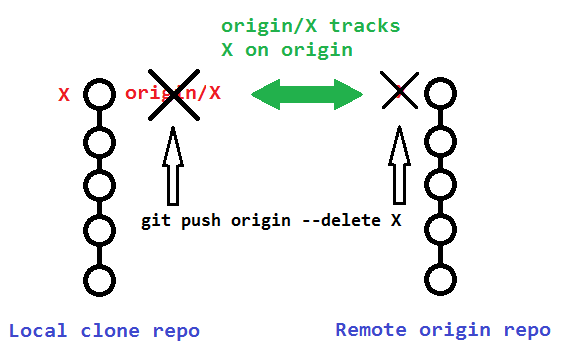 origin/X tracks
X on origin
X origin/X
git push origin --delete X
Local clone repo Remote origin repo